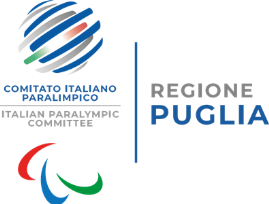 COMITATO ITALIANO
PARALIMPICO
ITALIAN PARALYMPIC
COMMITTEE
REGIONE
PUGLIA